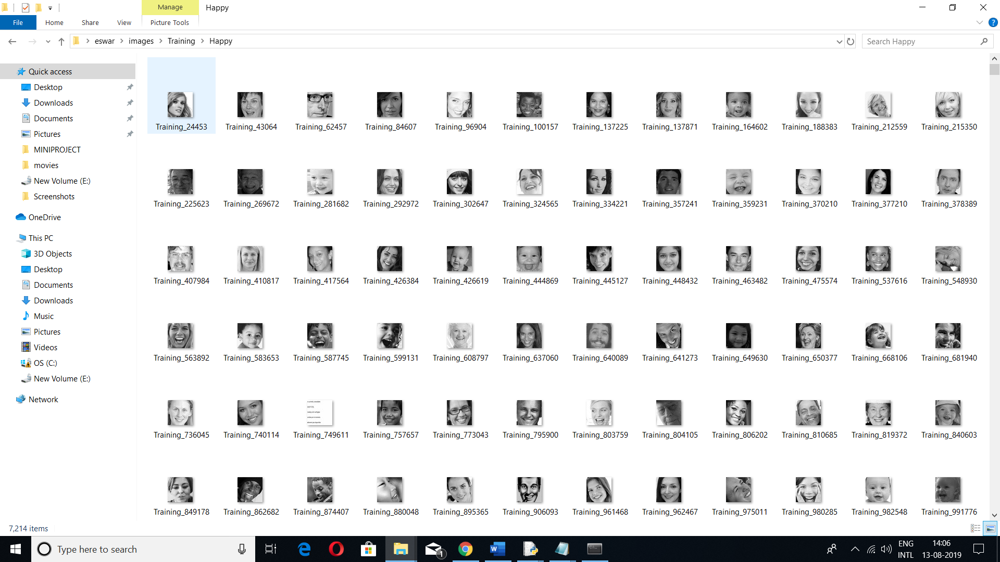 Manage
Happy
File
Home
Share
View
Picture Tools
?
eswar
images
Training
Happy
Search Happy
Quick access
Desktop
Downloads
Documents
Pictures
MINIPROJECT
movies
New Volume (E:)
Screenshots
OneDrive
This PC
3D Objects
Desktop
Documents
Downloads
Music
Pictures
Videos
OS (C:)
New Volume (E:)
Network
Training_24453 Training_43064 Training_62457 Training_84607 Training_96904 Training_100157 Training_137225 Training_137871 Training_164602 Training_188383 Training_212559 Training_215350
Training_225623 Training_269672 Training_281682 Training_292972 Training_302647 Training_324565 Training_334221 Training_357241 Training_359231 Training_370210 Training_377210 Training_378389
Training_407984 Training_410817 Training_417564 Training_426384 Training_426619 Training_444869 Training_445127 Training_448432 Training_463482 Training_475574 Training_537616 Training_548930
Training_563892 Training_583653 Training_587745 Training_599131 Training_608797 Training_637060 Training_640089 Training_641273 Training_649630 Training_650377 Training_668106 Training_681940
Training_736045 Training_740114 Training_749611 Training_757657 Training_773043 Training_795900 Training_803759 Training_804105 Training_806202 Training_810685 Training_819372 Training_840603
Training_849178 Training_862682 Training_874407 Training_880048 Training_895365 Training_906093 Training_961468 Training_962467 Training_975011 Training_980285 Training_982548 Training_991776
7,214 items
Type here to search
1
ENG
INTL
14:06
13-08-2019